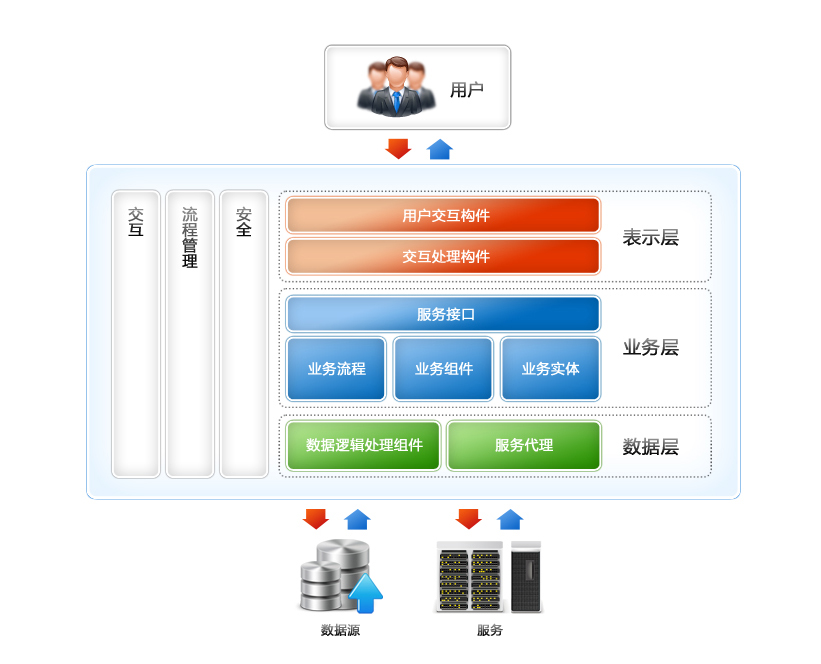 用户
交互
流程管理
安全
用户交互构件
交互处理构件
表示层
服务接口
业务流程
业务组件
业务实体
业务层
数据逻辑处理组件
服务代理
数据层
数据源
服务